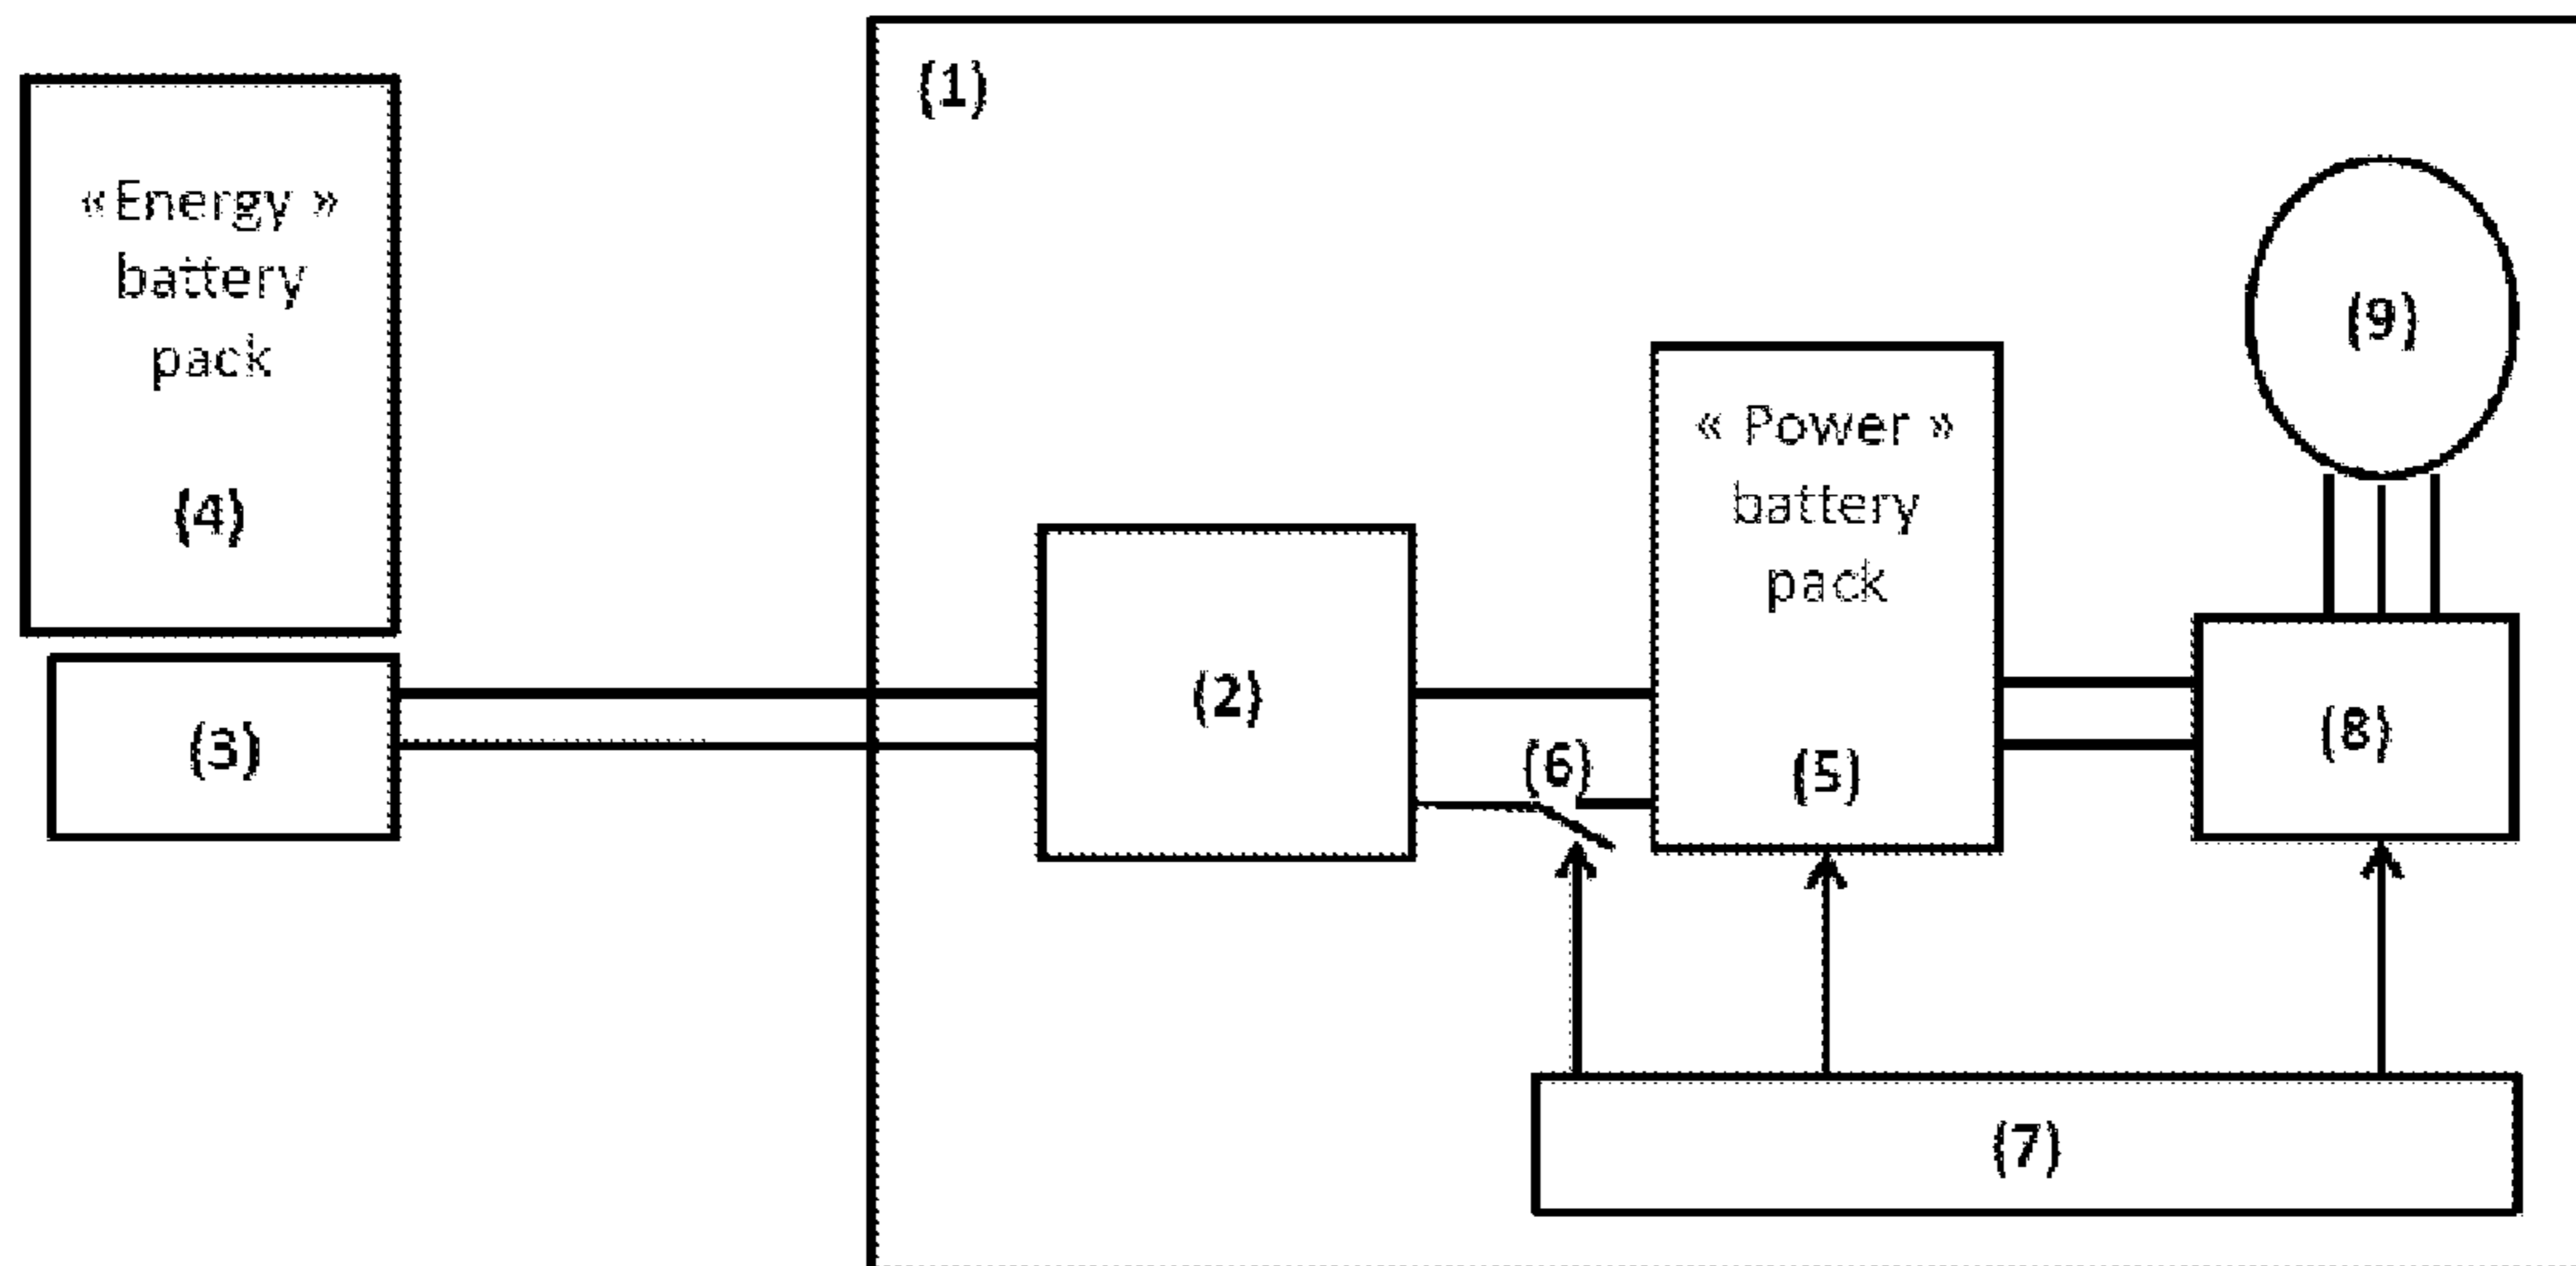 (1)
«Energy »
battery
pack
(4)
(3)
(2)
(6)
« Power »
battery
pack
(5)
(9)
(8)
(7)